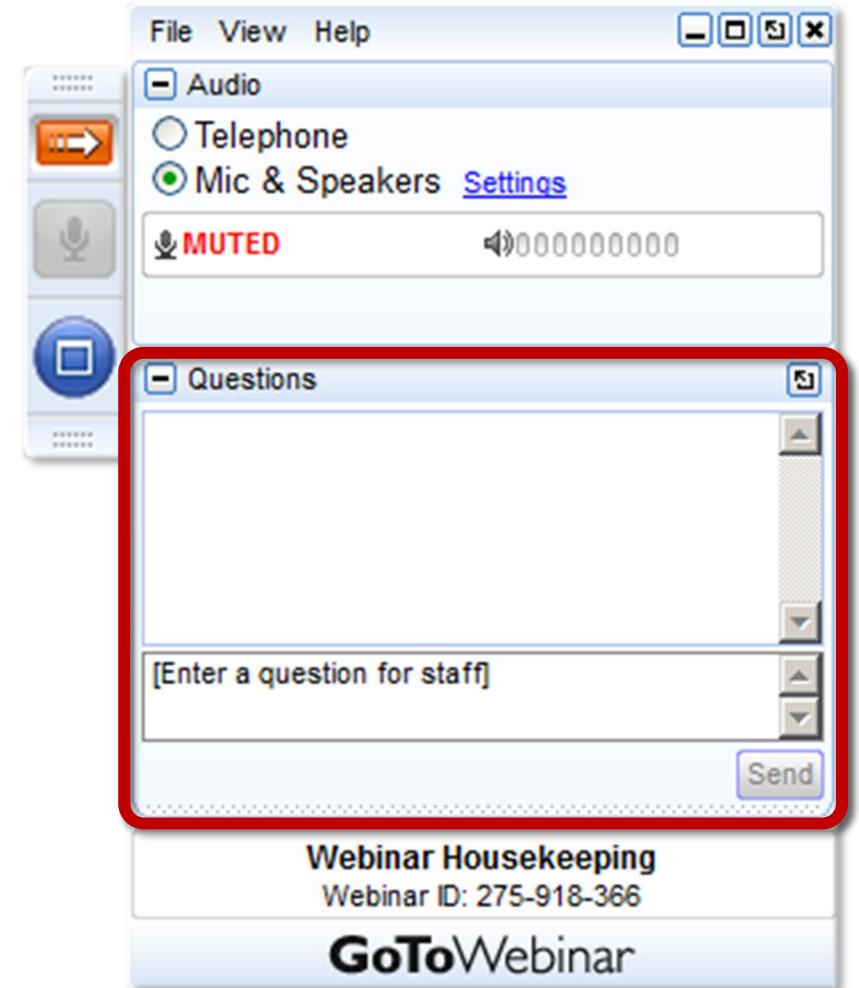 File View Help
Audio
Telephone
Mic & Speakers Settings
MUTED
Questions
[Enter a question for staff]
Send
Webinar Housekeeping
Webinar ID: 275-918-366
GoToWebinar